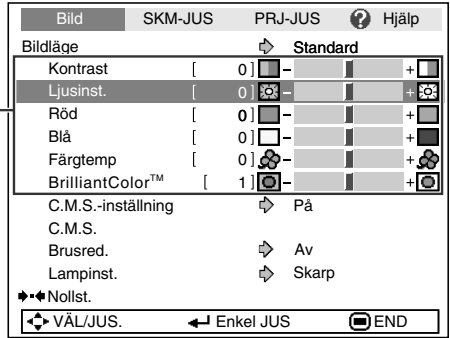 Bild SKM-JUS PRJ-JUS ? Hjälp
Bildläge Standard
Kontrast [ 0] – +
Ljusinst. [ 0] – +
Röd [ 0] – +
Blå [ 0] – +
Färgtemp [ 0] – +
BrilliantColor™ [ 1] – +
C.M.S.-inställning På
C.M.S.
Brusred. Av
Lampinst. Skarp
Nollst.
VÄL/JUS. Enkel JUS END